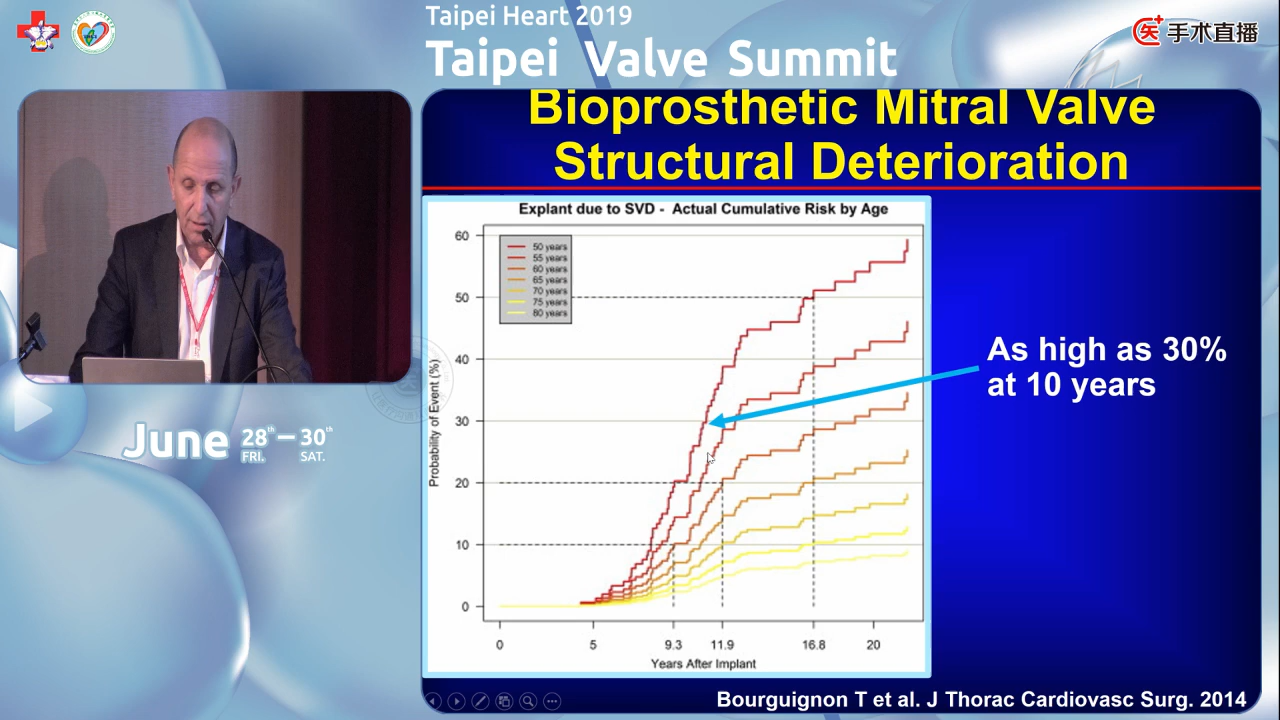 Taipei Heart 2019
Taipei Valve Summit
医 手术直播
Bioprosthetic Mitral Valve
Structural Deterioration
Explant due to SVD - Actual Cumulative Risk by Age
60
50
40
30
20
10
0
Probability of Event (%)
50 years
55 years
60 years
65 years
70 years
75 years
80 years
0 5 9.3 11.9 16.8 20
Years After Implant
As high as 30%
at 10 years
Bourguignon T et al. J Thorac Cardiovasc Surg. 2014
June 28th FRI. – 30th SAT.